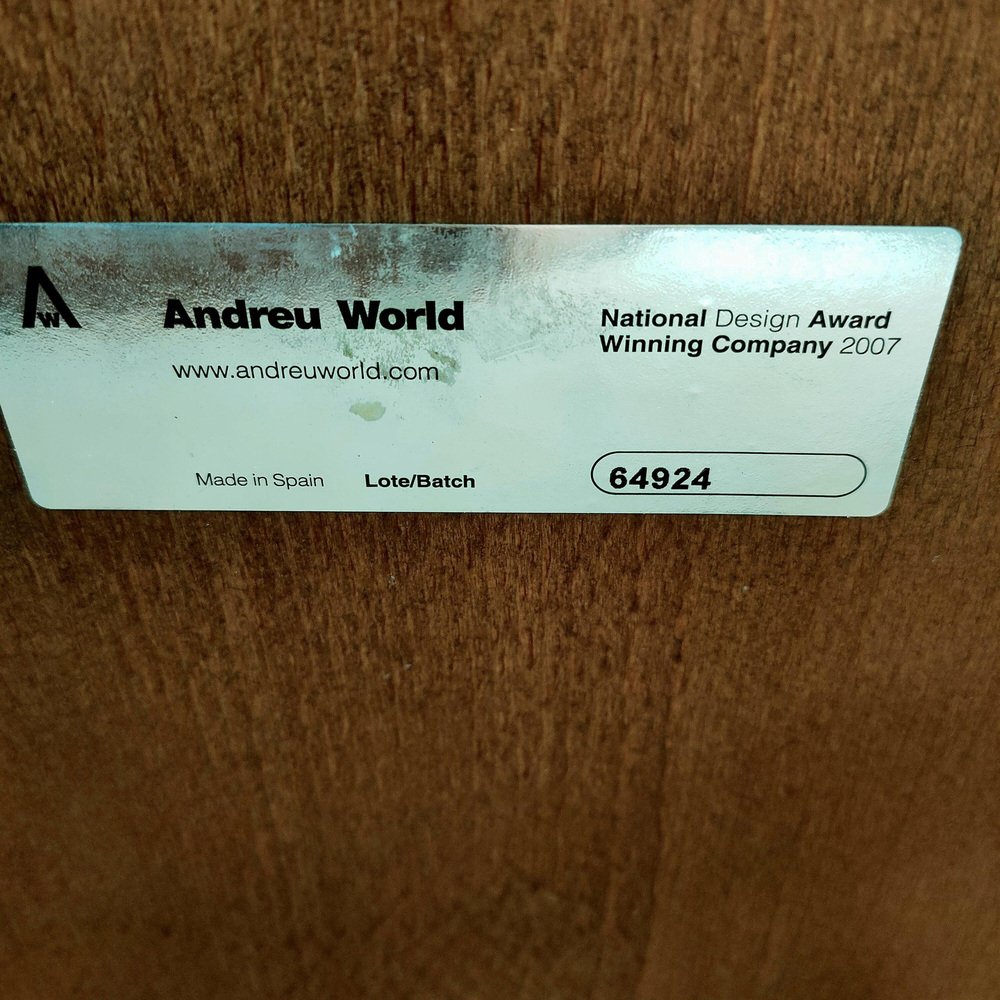 AW
Andreu World
www.andreuworld.com
National Design Award
Winning Company 2007
Made in Spain
Lote/Batch
64924